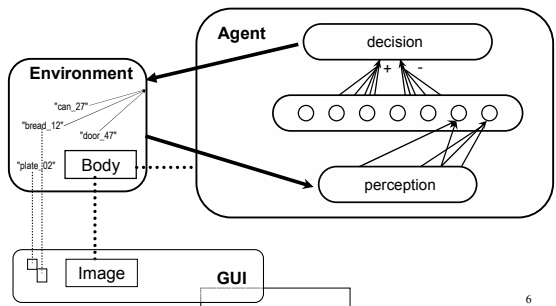 Agent
decision
+ -
Environment
"can_27"
"bread_12"
"door_47"
"plate_02"
Body
perception
Image
GUI
6